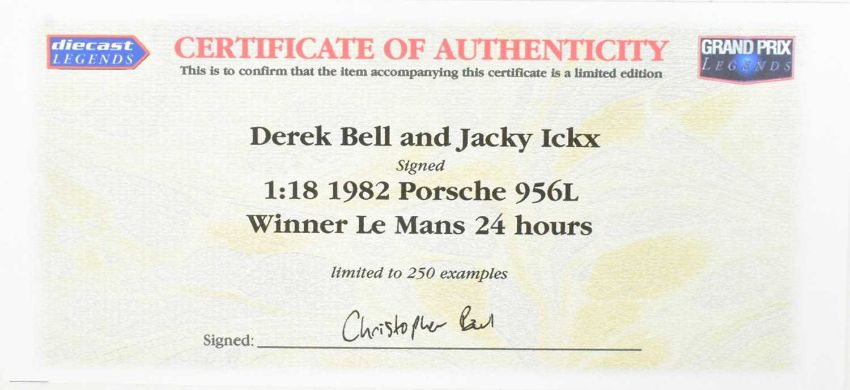 diecast
LEGENDS
CERTIFICATE OF AUTHENTICITY
GRAND PRIX
LEGENDS
This is to confirm that the item accompanying this certificate is a limited edition
Derek Bell and Jacky Ickx
Signed
1:18 1982 Porsche 956L
Winner Le Mans 24 hours
limited to 250 examples
Signed: Christopher